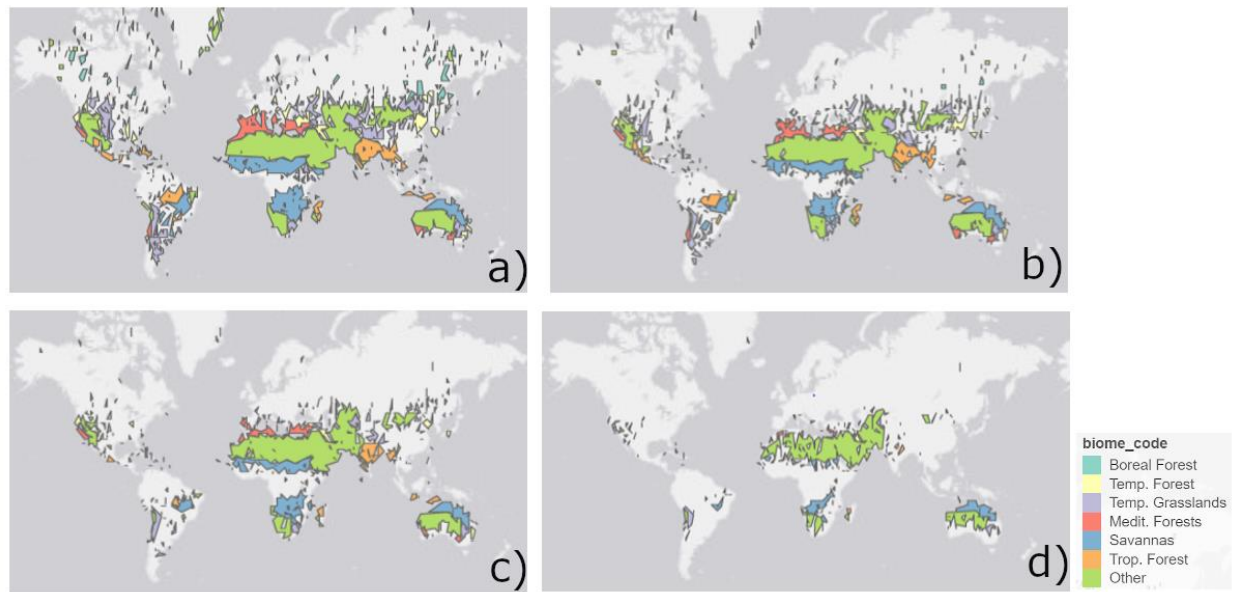 a)
b)
c)
d)
biome_code
Boreal Forest
Temp. Forest
Temp. Grasslands
Medit. Forests
Savannas
Trop. Forest
Other